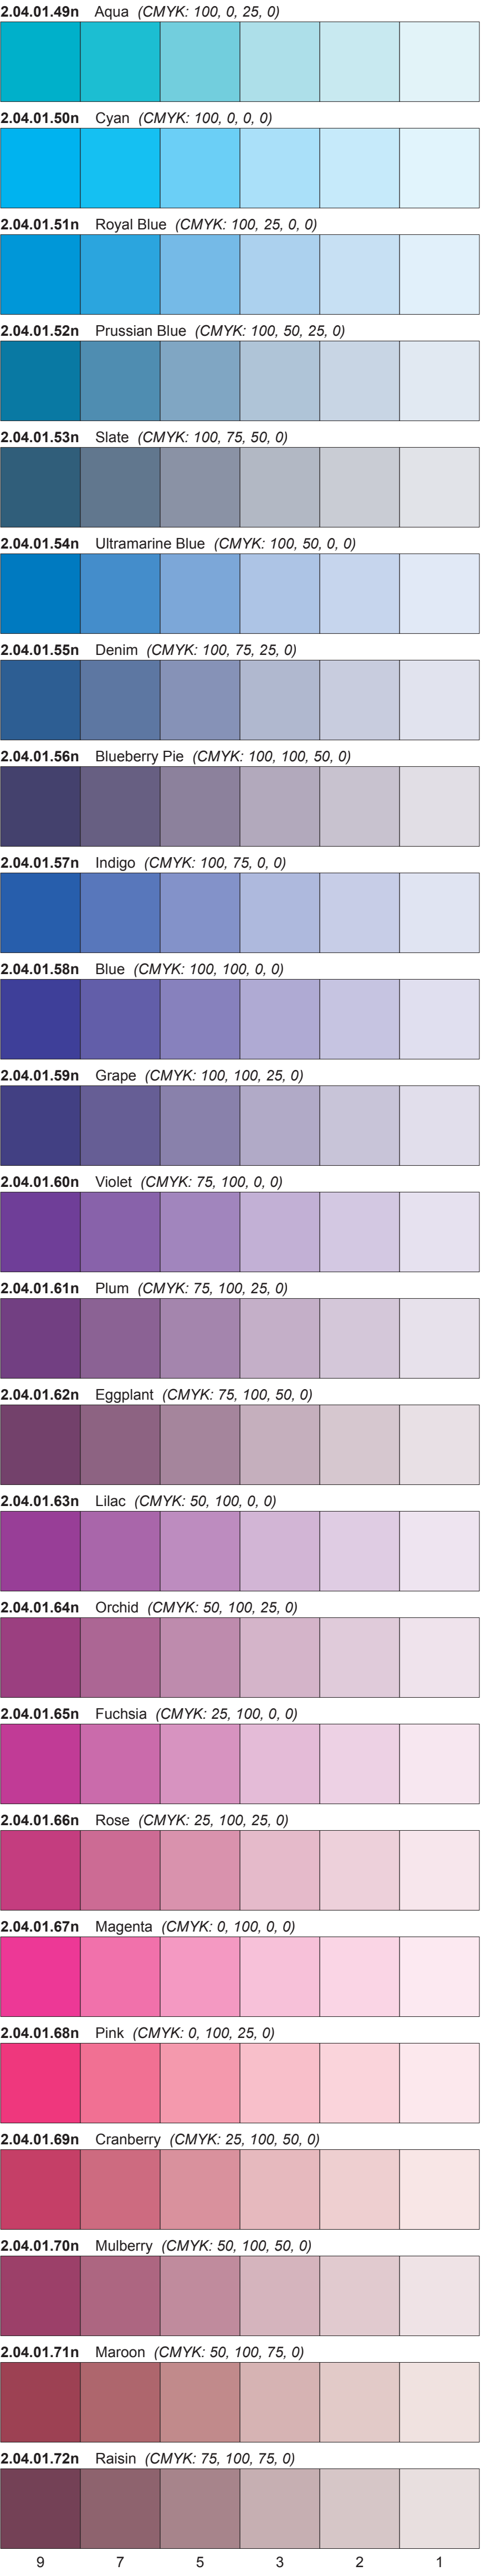 2.04.01.49n Aqua (CMYK: 100, 0, 25, 0)
2.04.01.50n Cyan (CMYK: 100, 0, 0, 0)
2.04.01.51n Royal Blue (CMYK: 100, 25, 0, 0)
2.04.01.52n Prussian Blue (CMYK: 100, 50, 25, 0)
2.04.01.53n Slate (CMYK: 100, 75, 50, 0)
2.04.01.54n Ultramarine Blue (CMYK: 100, 50, 0, 0)
2.04.01.55n Denim (CMYK: 100, 75, 25, 0)
2.04.01.56n Blueberry Pie (CMYK: 100, 100, 50, 0)
2.04.01.57n Indigo (CMYK: 100, 75, 0, 0)
2.04.01.58n Blue (CMYK: 100, 100, 0, 0)
2.04.01.59n Grape (CMYK: 100, 100, 25, 0)
2.04.01.60n Violet (CMYK: 75, 100, 0, 0)
2.04.01.61n Plum (CMYK: 75, 100, 25, 0)
2.04.01.62n Eggplant (CMYK: 75, 100, 50, 0)
2.04.01.63n Lilac (CMYK: 50, 100, 0, 0)
2.04.01.64n Orchid (CMYK: 50, 100, 25, 0)
2.04.01.65n Fuchsia (CMYK: 25, 100, 0, 0)
2.04.01.66n Rose (CMYK: 25, 100, 25, 0)
2.04.01.67n Magenta (CMYK: 0, 100, 0, 0)
2.04.01.68n Pink (CMYK: 0, 100, 25, 0)
2.04.01.69n Cranberry (CMYK: 25, 100, 50, 0)
2.04.01.70n Mulberry (CMYK: 50, 100, 50, 0)
2.04.01.71n Maroon (CMYK: 50, 100, 75, 0)
2.04.01.72n Raisin (CMYK: 75, 100, 75, 0)
9 7 5 3 2 1